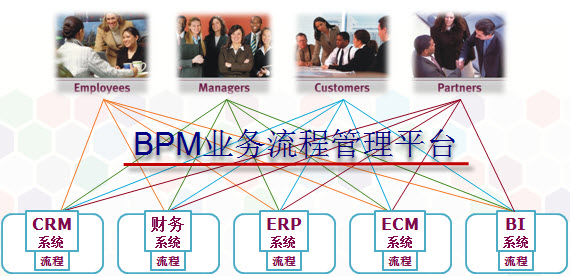 Employees
Managers
Customers
Partners
BPM业务流程管理平台
CRM
系统
流程
财务
系统
流程
ERP
系统
流程
ECM
系统
流程
BI
系统
流程